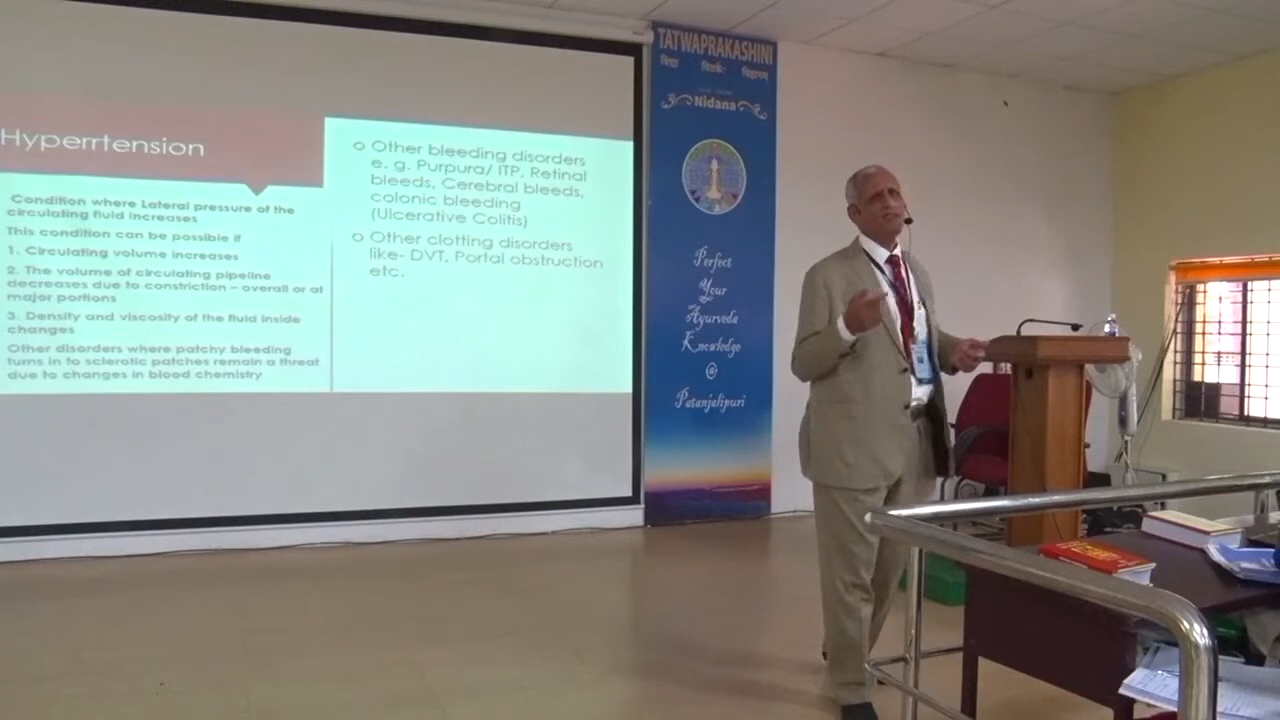 Hyperrtension
Condition where Lateral pressure of the
circulating fluid Increases
This condition can be possible if
1. Circulating volume increases
2. The volume of circulating pipeline
decreases due to constriction – overall or at
major portions
3. Density and viscosity of the fluid inside
changes
Other disorders where patchy bleeding
turns in to sclerotic patches remain a threat
due to changes in blood chemistry
Other bleeding disorders
e. g. Purpura/ ITP, Retinal
bleeds, Cerebral bleeds,
colonic bleeding
(Ulcerative Colitis)
Other clotting disorders
like- DVT, Portal obstruction
etc.
TATWAPRAKASHINI
Nidana
Perfect
Your
Ayurveda
Knowledge
@
Patanjalipuri